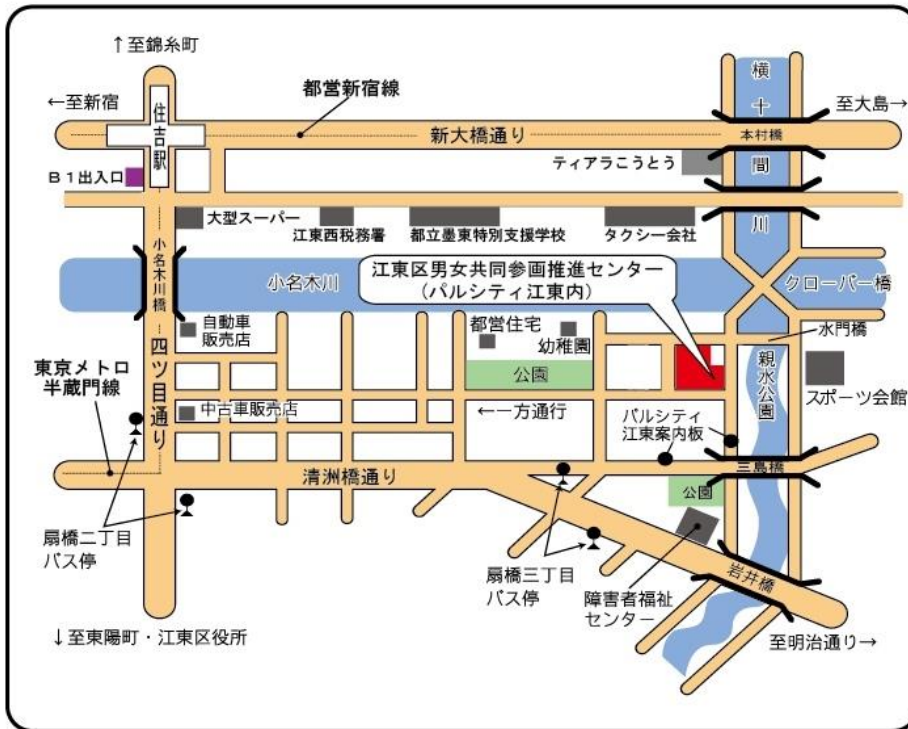 ↑至錦糸町
←至新宿
都営新宿線
横十間川
至大島→
住吉駅
新大橋通り
本村橋
ティアラこうとう
B1出入口
大型スーパー
江東西税務署
都立墨東特別支援学校
タクシー会社
小名木川橋
小名木川
江東区男女共同参画推進センター
(パルシティ江東内)
クローバー橋
自動車
販売店
都営住宅
幼稚園
水門橋
東京メトロ
半蔵門線
四ツ目通り
公園
親水公園
スポーツ会館
中古車販売店
←一方通行
パルシティ
江東案内板
清洲橋通り
三島橋
公園
扇橋二丁目
バス停
扇橋三丁目
バス停
障害者福祉
センター
岩井橋
↓至東陽町・江東区役所
至明治通り→